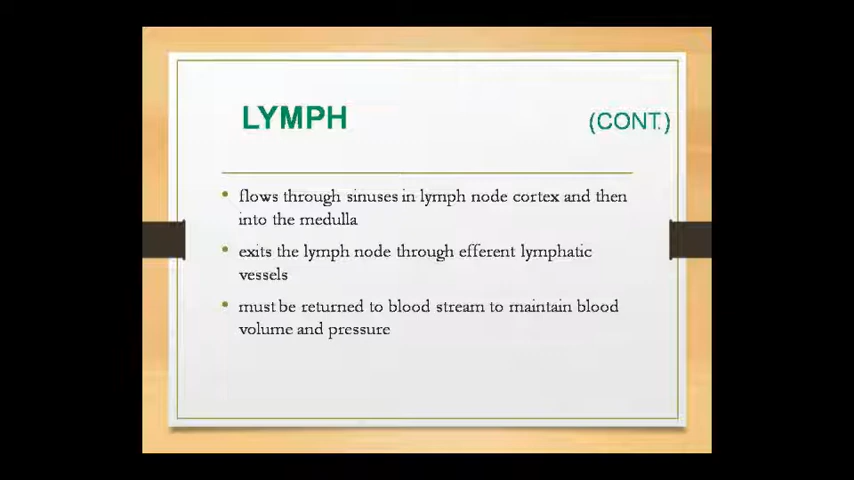 LYMPH (CONT.)
• flows through sinuses in lymph node cortex and then
into the medulla
• exits the lymph node through efferent lymphatic
vessels
• must be returned to blood stream to maintain blood
volume and pressure